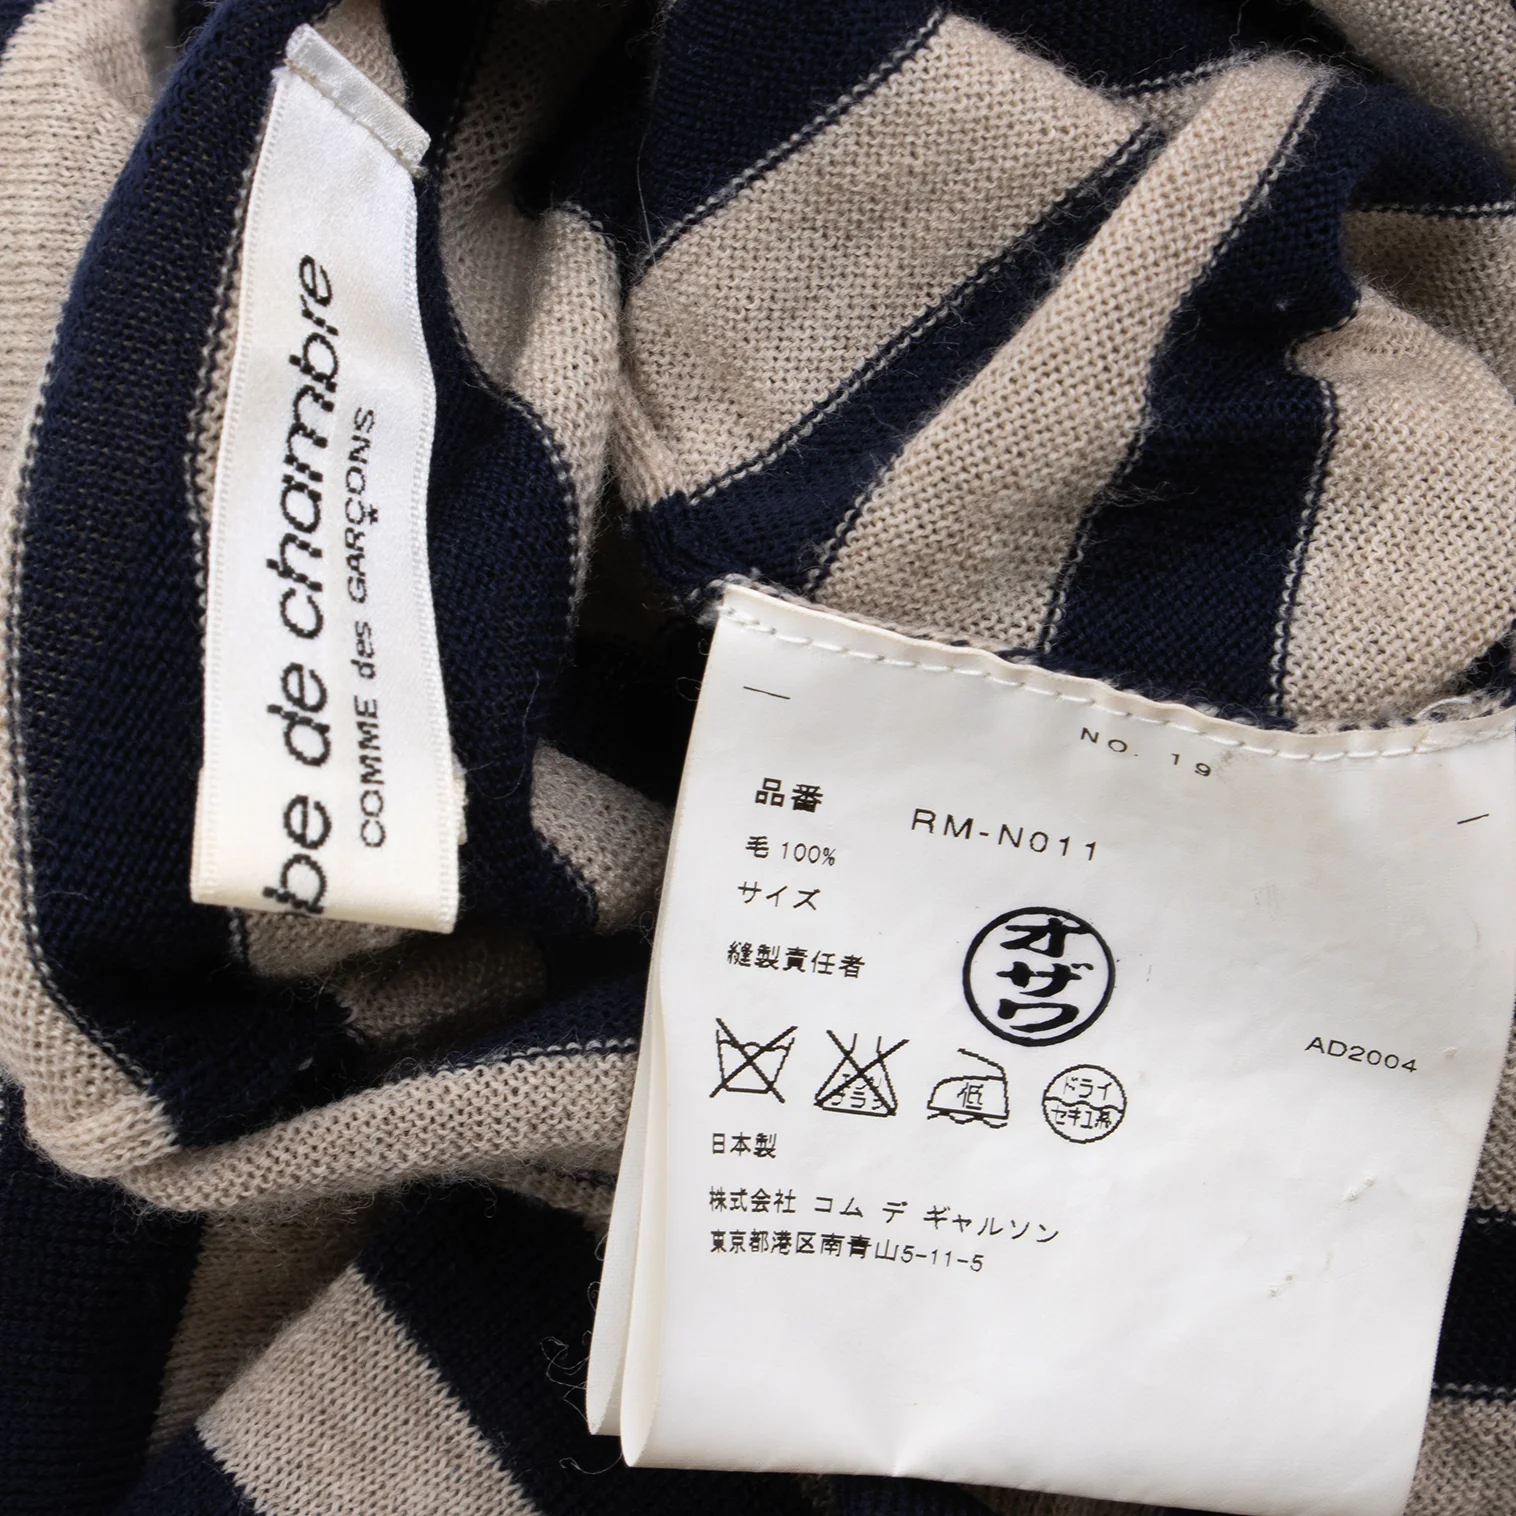 be de chambre
COMME des GARÇONS
NO. 19
品番 RM-N011
毛 100%
サイズ
縫製責任者
オザワ
AD2004
低
ドライ
セキユ系
日本製
株式会社 コム デ ギャルソン
東京都港区南青山5-11-5